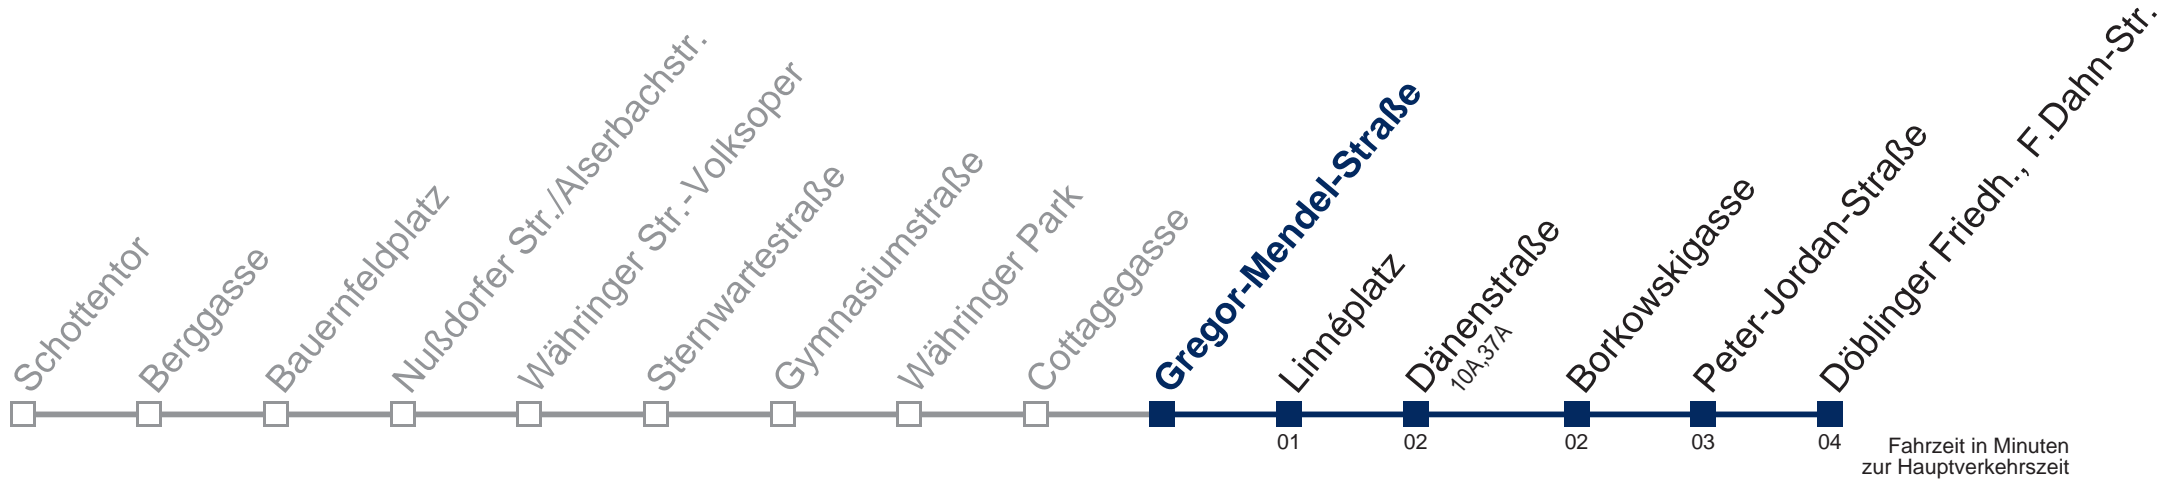 Schottentor
Berggasse
Bauernfeldplatz
Nußdorfer Str./Alserbachstr.
Währinger Str.-Volksoper
Sternwartestraße
Gymnasiumstraße
Währinger Park
Cottagegasse
Gregor-Mendel-Straße
Linnéplatz
Dänenstraße
10A,37A
Borkowskigasse
Peter-Jordan-Straße
Döblinger Friedh., F.Dahn-Str.
01
02
02
03
04
Fahrzeit in Minuten
zur Hauptverkehrszeit